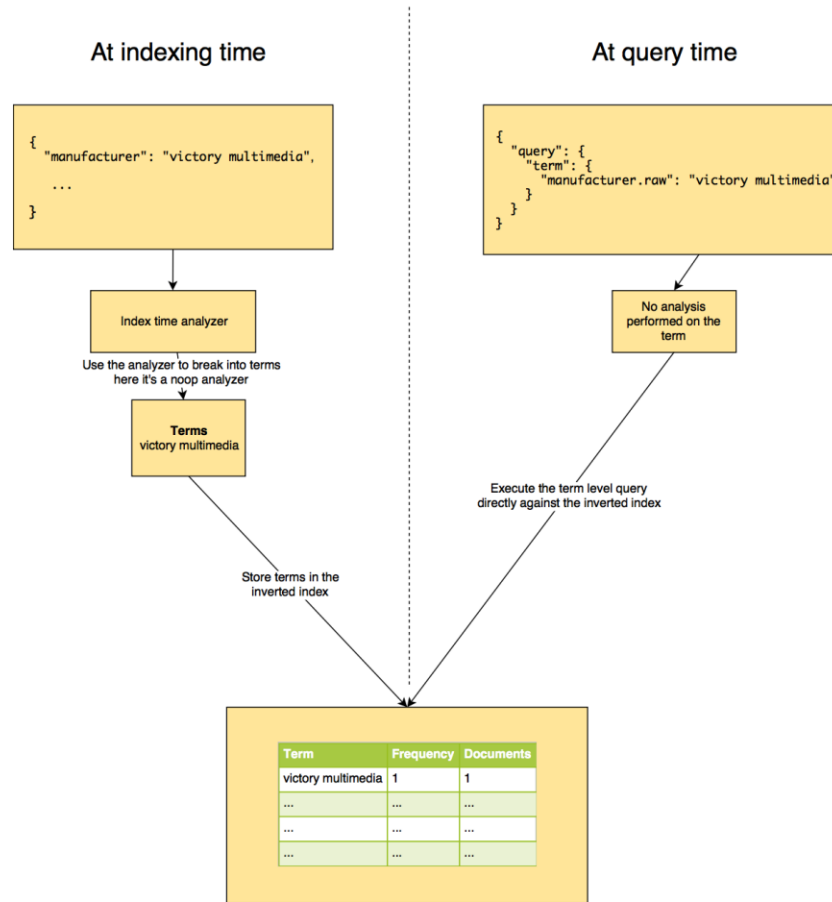 At indexing time
{
"manufacturer": "victory multimedia",
...
}
Index time analyzer
Use the analyzer to break into terms
here it's a noop analyzer
Terms
victory multimedia
Store terms in the
inverted index
At query time
{
"query": {
"term": {
"manufacturer.raw": "victory multimedia"
}
}
}
No analysis
performed on the
term
Execute the term level query
directly against the inverted index
Term Frequency Documents
victory multimedia 1 1
... ... ...
... ... ...
... ... ...